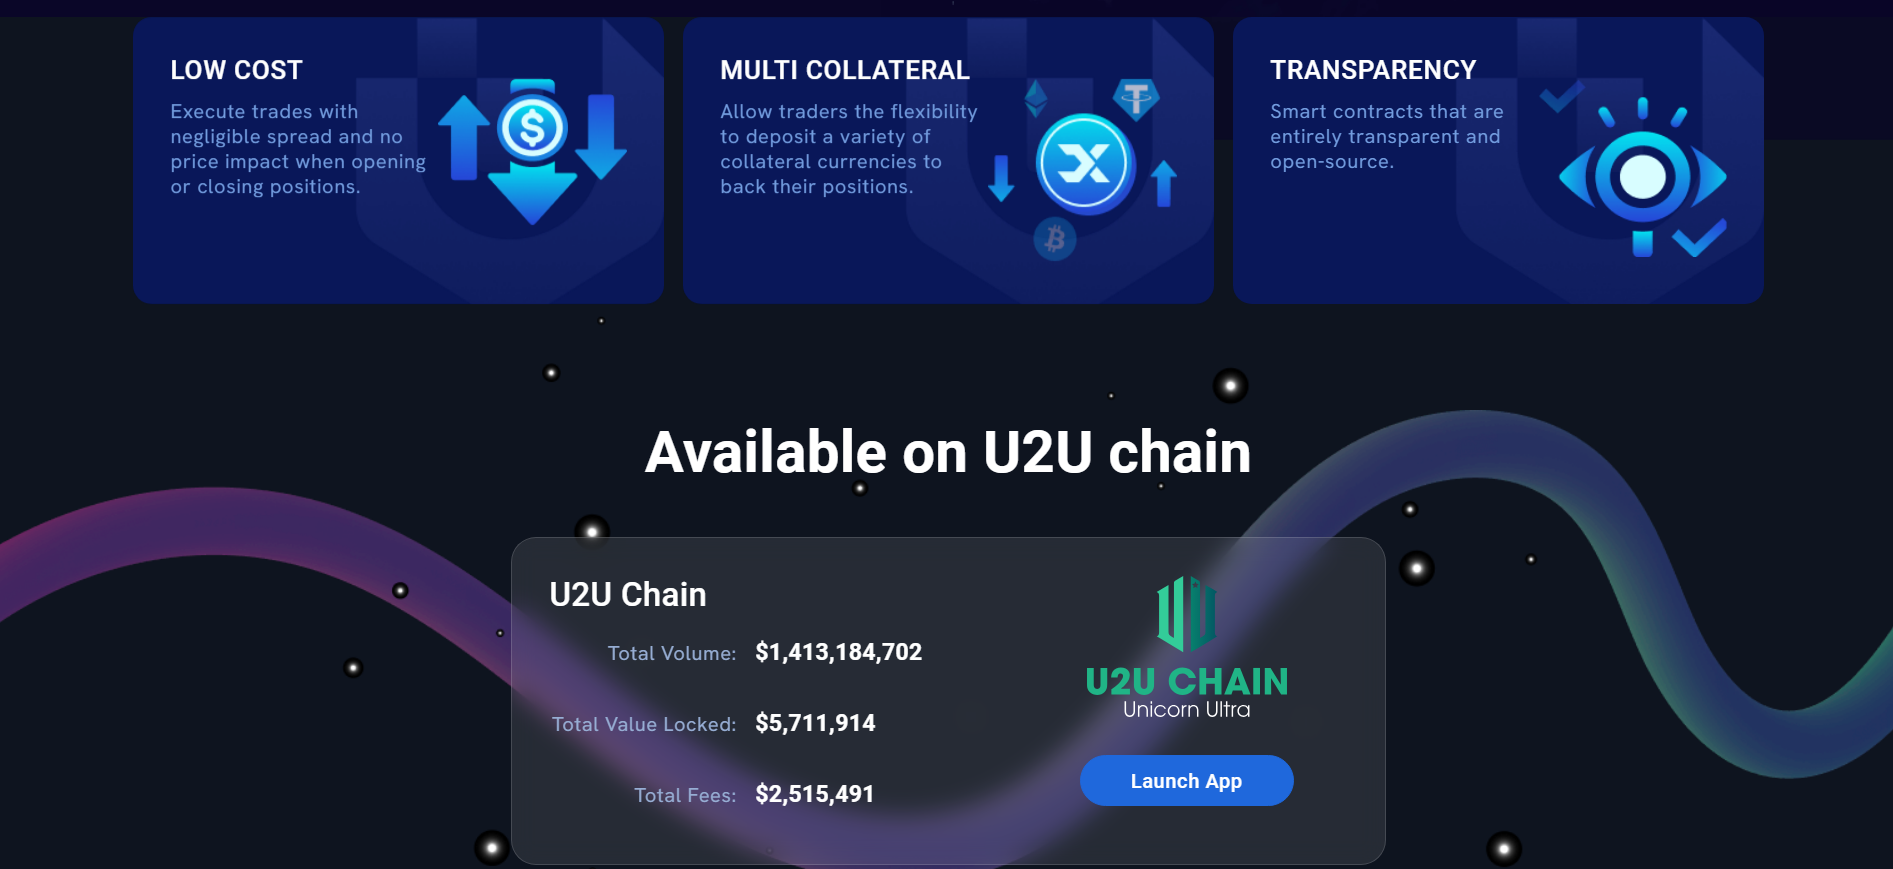 LOW COST
Execute trades with
negligible spread and no
price impact when opening
or closing positions.
MULTI COLLATERAL
Allow traders the flexibility
to deposit a variety of
collateral currencies to
back their positions.
TRANSPARENCY
Smart contracts that are
entirely transparent and
open-source.
Available on U2U chain
U2U Chain
Total Volume: $1,413,184,702
Total Value Locked: $5,711,914
Total Fees: $2,515,491
U2U CHAIN
Unicorn Ultra
Launch App